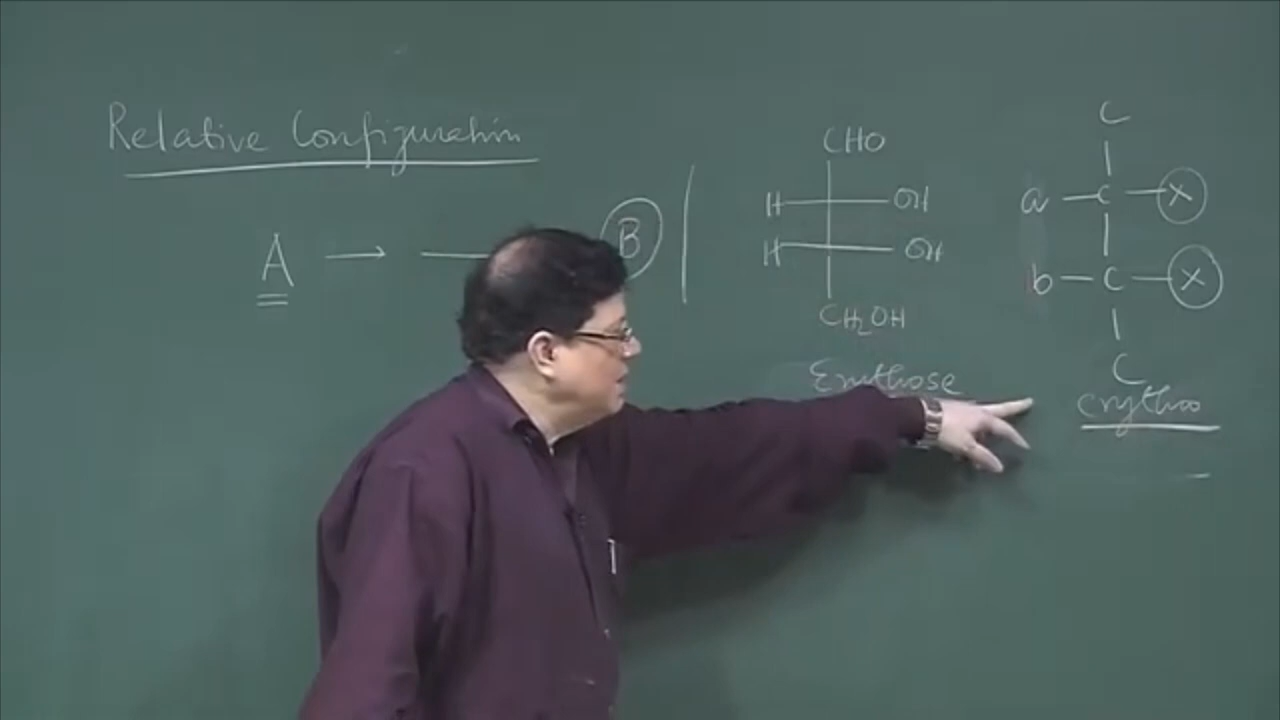 Relative Configuration
A → — B
CHO
H OH
H OH
CH₂OH
Erythrose
C
a — C — X
b — C — X
C
erythro